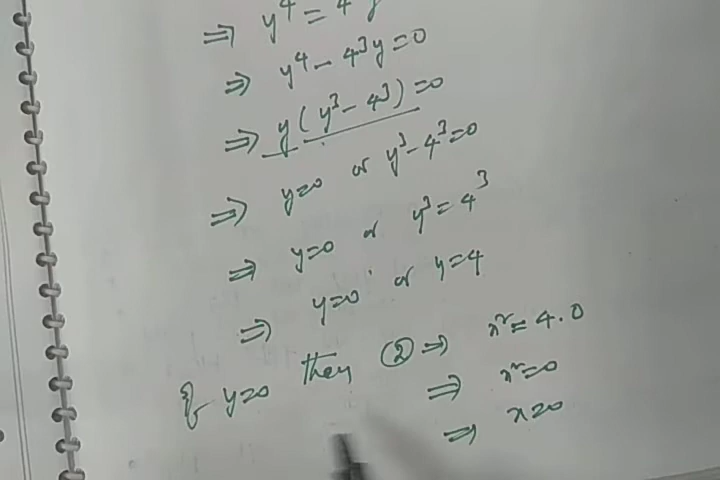 ⇒ y⁴ = 4
⇒ y⁴ - 4³y = 0
⇒ y(y³ - 4³) = 0
⇒ y=0 or y³ - 4³ = 0
⇒ y=0 or y³ = 4³
⇒ y=0 or y=4
If y=0 then ② ⇒ x² = 4.0
⇒ x² = 0
⇒ x=0